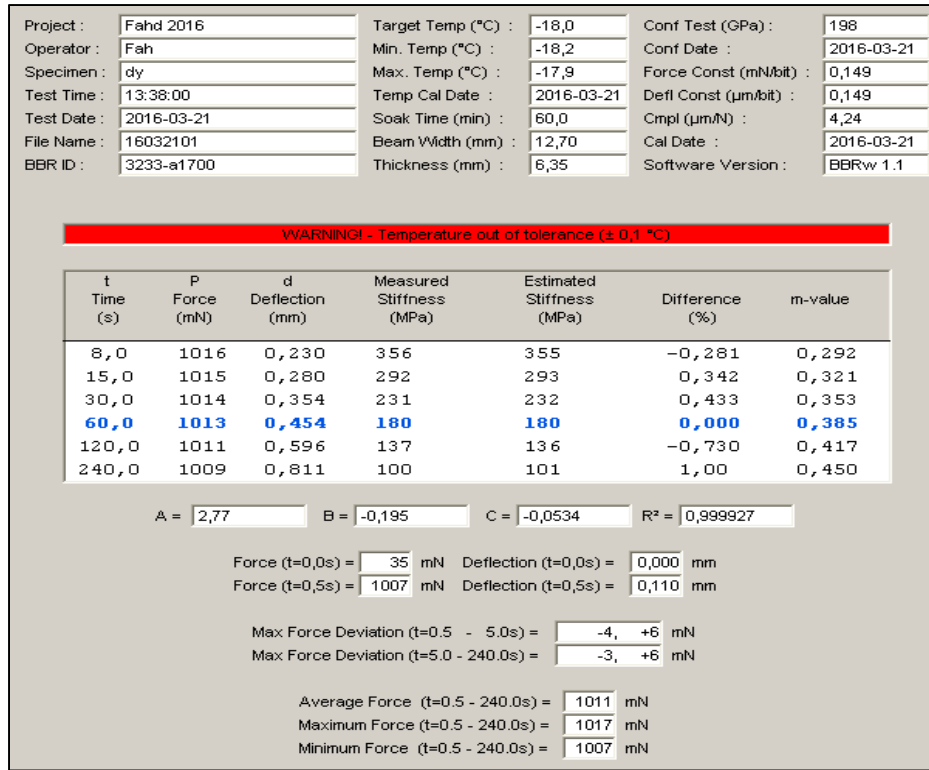 Project : Fahd 2016 Target Temp (°C) : -18,0 Conf Test (GPa) : 198
Operator : Fah Min. Temp (°C) : -18,2 Conf Date : 2016-03-21
Specimen : dy Max. Temp (°C) : -17,9 Force Const (mN/bit) : 0,149
Test Time : 13:38:00 Temp Cal Date : 2016-03-21 Defl Const (µm/bit) : 0,149
Test Date : 2016-03-21 Soak Time (min) : 60,0 Cmpl (µm/N) : 4,24
File Name : 16032101 Beam Width (mm) : 12,70 Cal Date : 2016-03-21
BBR ID : 3233-a1700 Thickness (mm) : 6,35 Software Version : BBRw 1.1
WARNING! - Temperature out of tolerance (± 0,1 °C)
t P d Measured Estimated
Time Force Deflection Stiffness Stiffness Difference m-value
(s) (mN) (mm) (MPa) (MPa) (%)
8,0 1016 0,230 356 355 -0,281 0,292
15,0 1015 0,280 292 293 0,342 0,321
30,0 1014 0,354 231 232 0,433 0,353
60,0 1013 0,454 180 180 0,000 0,385
120,0 1011 0,596 137 136 -0,730 0,417
240,0 1009 0,811 100 101 1,00 0,450
A = 2,77 B = -0,195 C = -0,0534 R² = 0,999927
Force (t=0,0s) = 35 mN Deflection (t=0,0s) = 0,000 mm
Force (t=0,5s) = 1007 mN Deflection (t=0,5s) = 0,110 mm
Max Force Deviation (t=0.5 - 5.0s) = -4, +6 mN
Max Force Deviation (t=5.0 - 240.0s) = -3, +6 mN
Average Force (t=0.5 - 240.0s) = 1011 mN
Maximum Force (t=0.5 - 240.0s) = 1017 mN
Minimum Force (t=0.5 - 240.0s) = 1007 mN